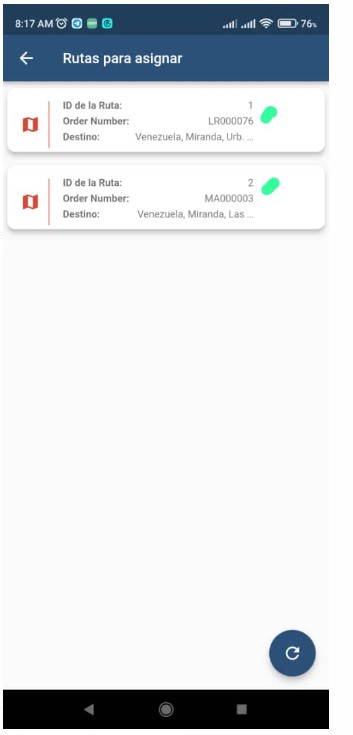 8:17 AM
76%
Rutas para asignar
ID de la Ruta: 1
Order Number: LR000076
Destino: Venezuela, Miranda, Urb. ...
ID de la Ruta: 2
Order Number: MA000003
Destino: Venezuela, Miranda, Las ...